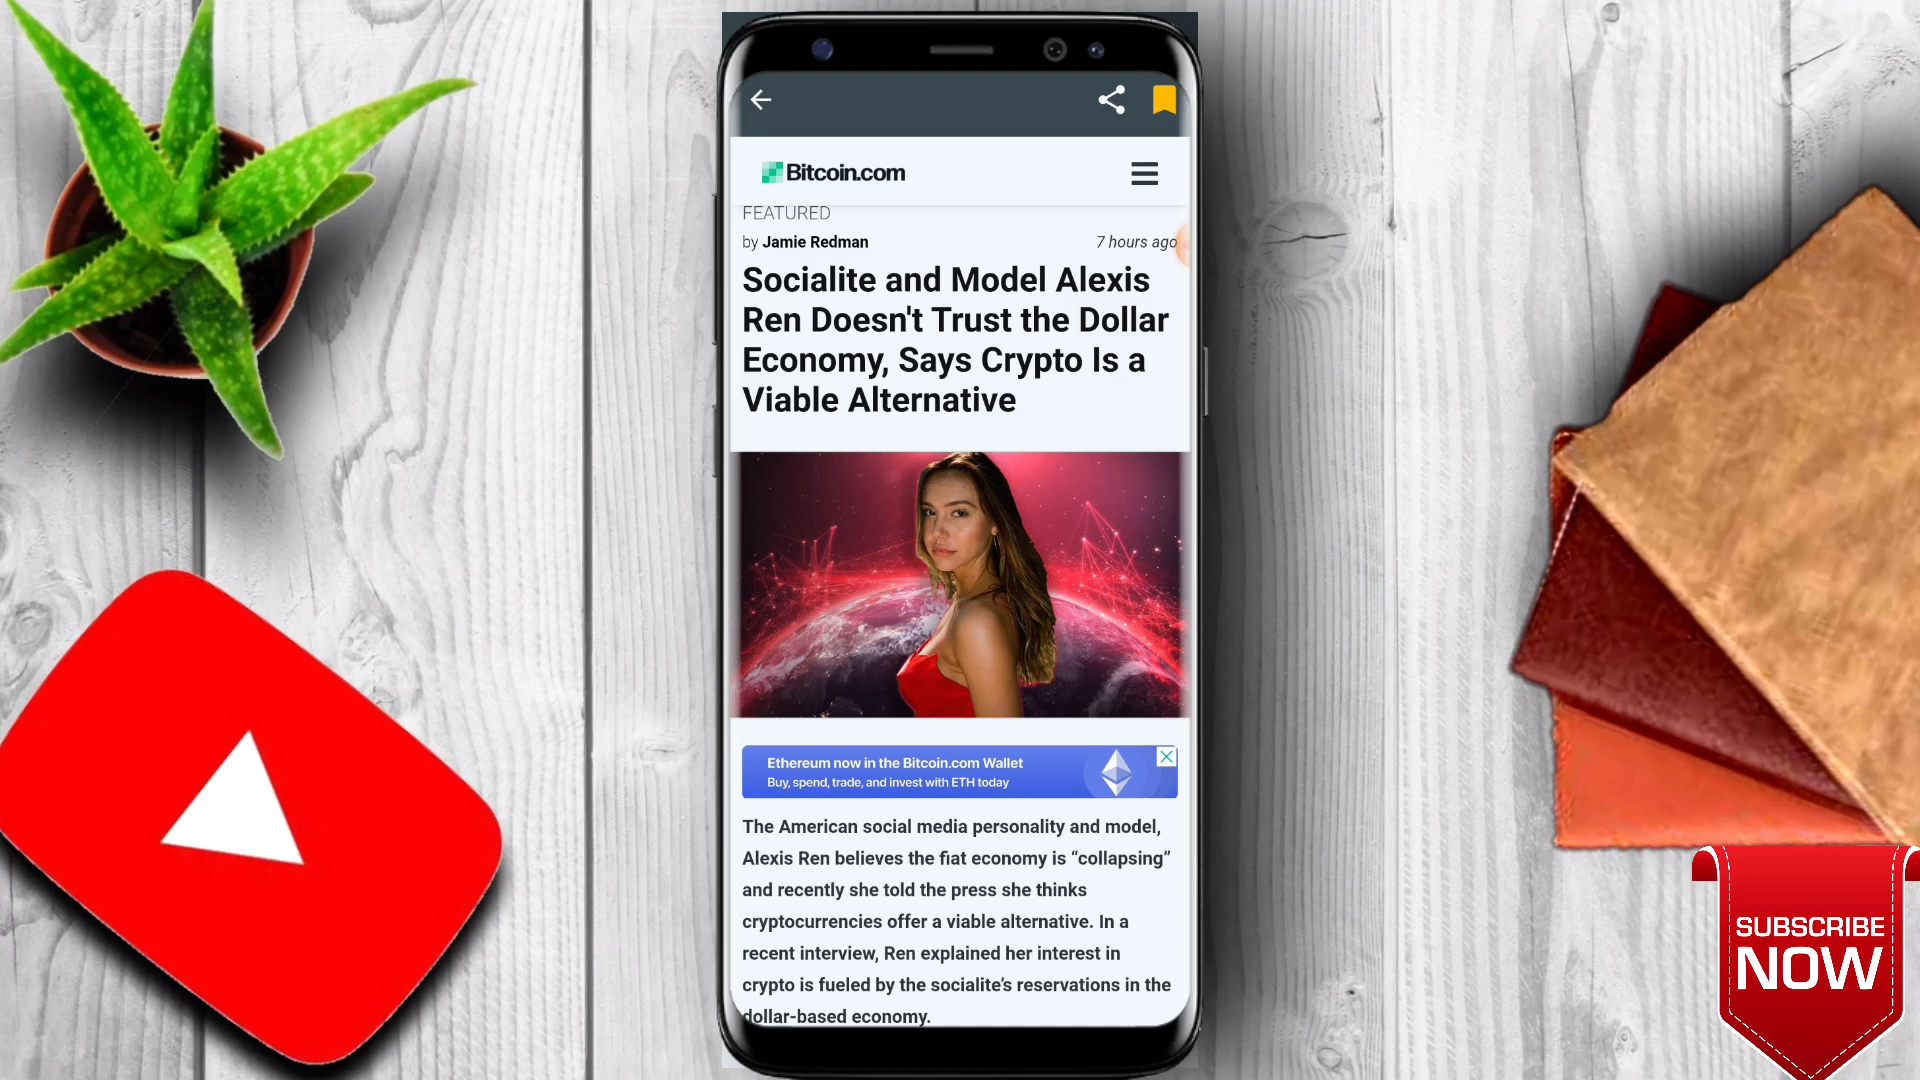 Bitcoin.com
FEATURED
by Jamie Redman
7 hours ago
Socialite and Model Alexis
Ren Doesn't Trust the Dollar
Economy, Says Crypto Is a
Viable Alternative
Ethereum now in the Bitcoin.com Wallet
Buy, spend, trade, and invest with ETH today
The American social media personality and model,
Alexis Ren believes the fiat economy is “collapsing”
and recently she told the press she thinks
cryptocurrencies offer a viable alternative. In a
recent interview, Ren explained her interest in
crypto is fueled by the socialite’s reservations in the
dollar-based economy.
SUBSCRIBE
NOW